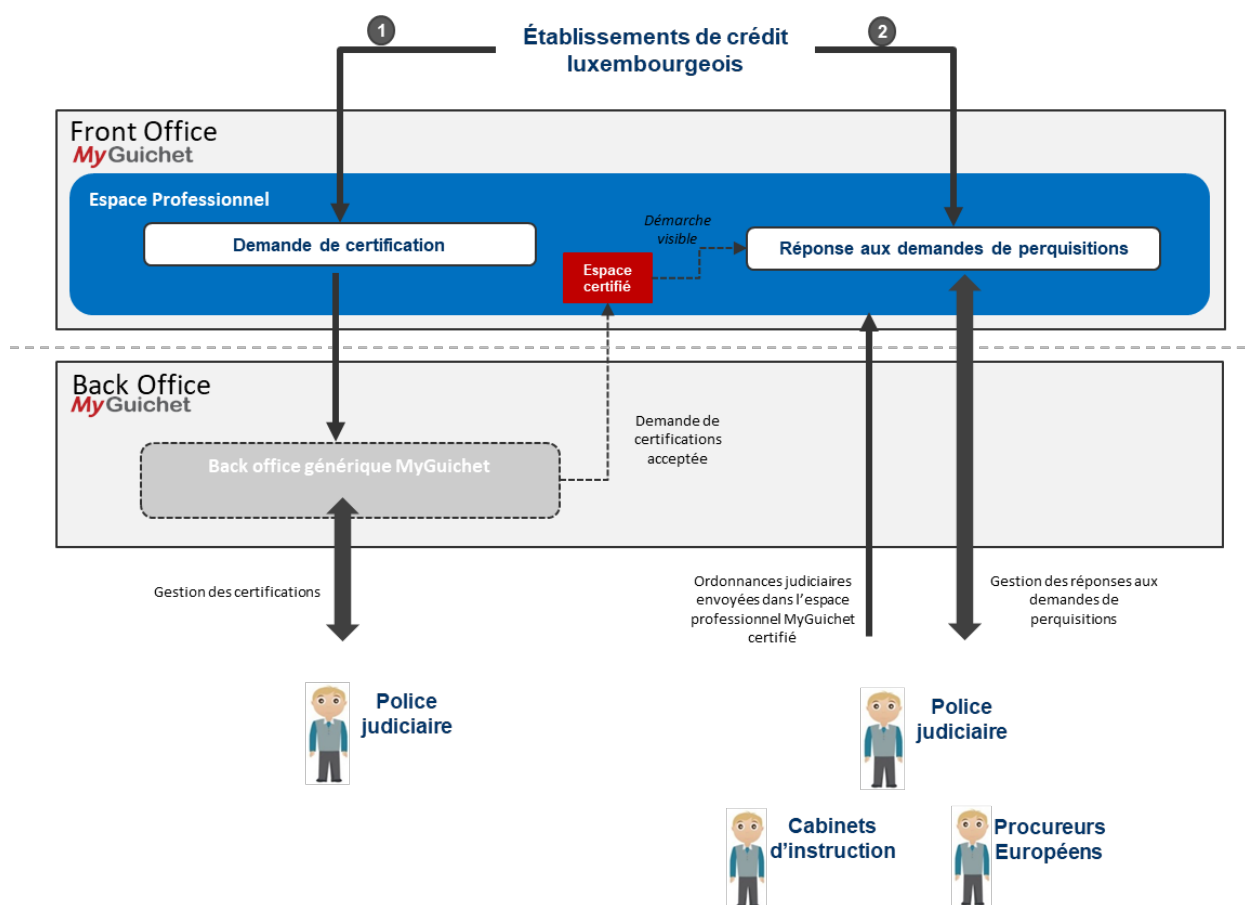 1
2
Établissements de crédit
luxembourgeois
Front Office
MyGuichet
Espace Professionnel
Demande de certification
Démarche
visible
Réponse aux demandes de perquisitions
Espace
certifié
Back Office
MyGuichet
Demande de
certifications
acceptée
Back office générique MyGuichet
Gestion des certifications
Ordonnances judiciaires
envoyées dans l’espace
professionnel MyGuichet
certifié
Gestion des réponses aux
demandes de
perquisitions
Police
judiciaire
Police
judiciaire
Cabinets
d’instruction
Procureurs
Européens